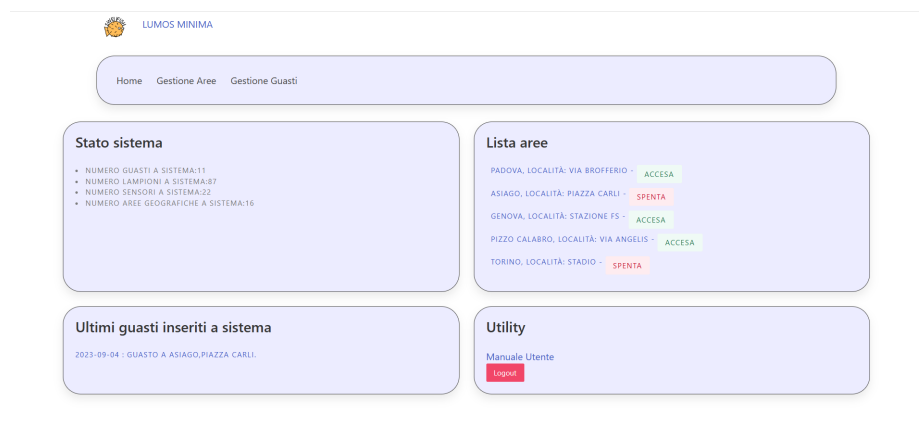 LUMOS MINIMA
Home Gestione Aree Gestione Guasti
Stato sistema
NUMERO GUASTI A SISTEMA:11
NUMERO LAMPIONI A SISTEMA:87
NUMERO SENSORI A SISTEMA:22
NUMERO AREE GEOGRAFICHE A SISTEMA:16
Lista aree
PADOVA, LOCALITÀ: VIA BROFFERIO - ACCESA
ASIAGO, LOCALITÀ: PIAZZA CARLI - SPENTA
GENOVA, LOCALITÀ: STAZIONE FS - ACCESA
PIZZO CALABRO, LOCALITÀ: VIA ANGELIS - ACCESA
TORINO, LOCALITÀ: STADIO - SPENTA
Ultimi guasti inseriti a sistema
2023-09-04 : GUASTO A ASIAGO,PIAZZA CARLI.
Utility
Manuale Utente
Logout